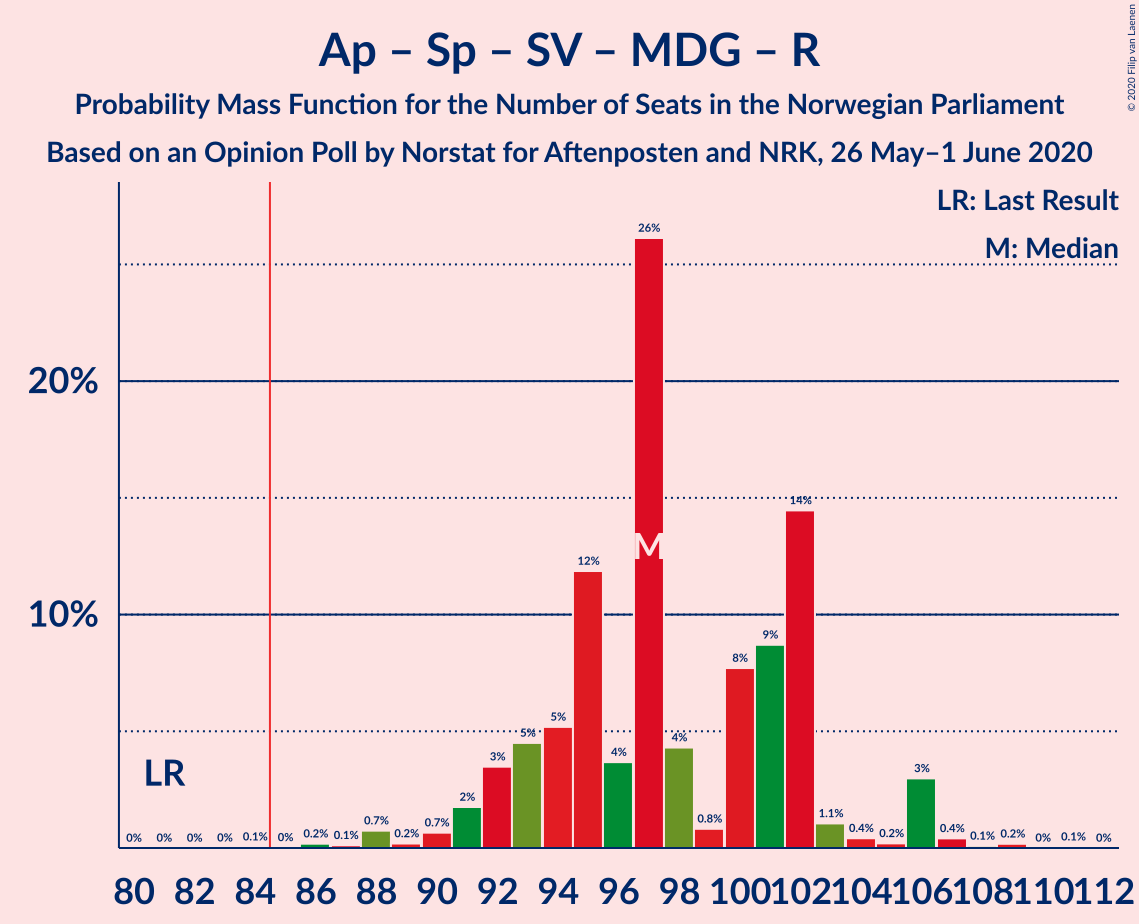 Ap – Sp – SV – MDG – R
Probability Mass Function for the Number of Seats in the Norwegian Parliament
Based on an Opinion Poll by Norstat for Aftenposten and NRK, 26 May–1 June 2020
© 2020 Filip van Laenen
LR: Last Result
M: Median
20%
10%
LR
M
0% 0% 0% 0% 0.1% 0% 0.2% 0.1% 0.7% 0.2% 0.7% 2% 3% 5% 5% 12% 4% 26% 4% 0.8% 8% 9% 14% 1.1% 0.4% 0.2% 3% 0.4% 0.1% 0.2% 0% 0.1% 0%
80 82 84 86 88 90 92 94 96 98 100 102 104 106 108 110 112